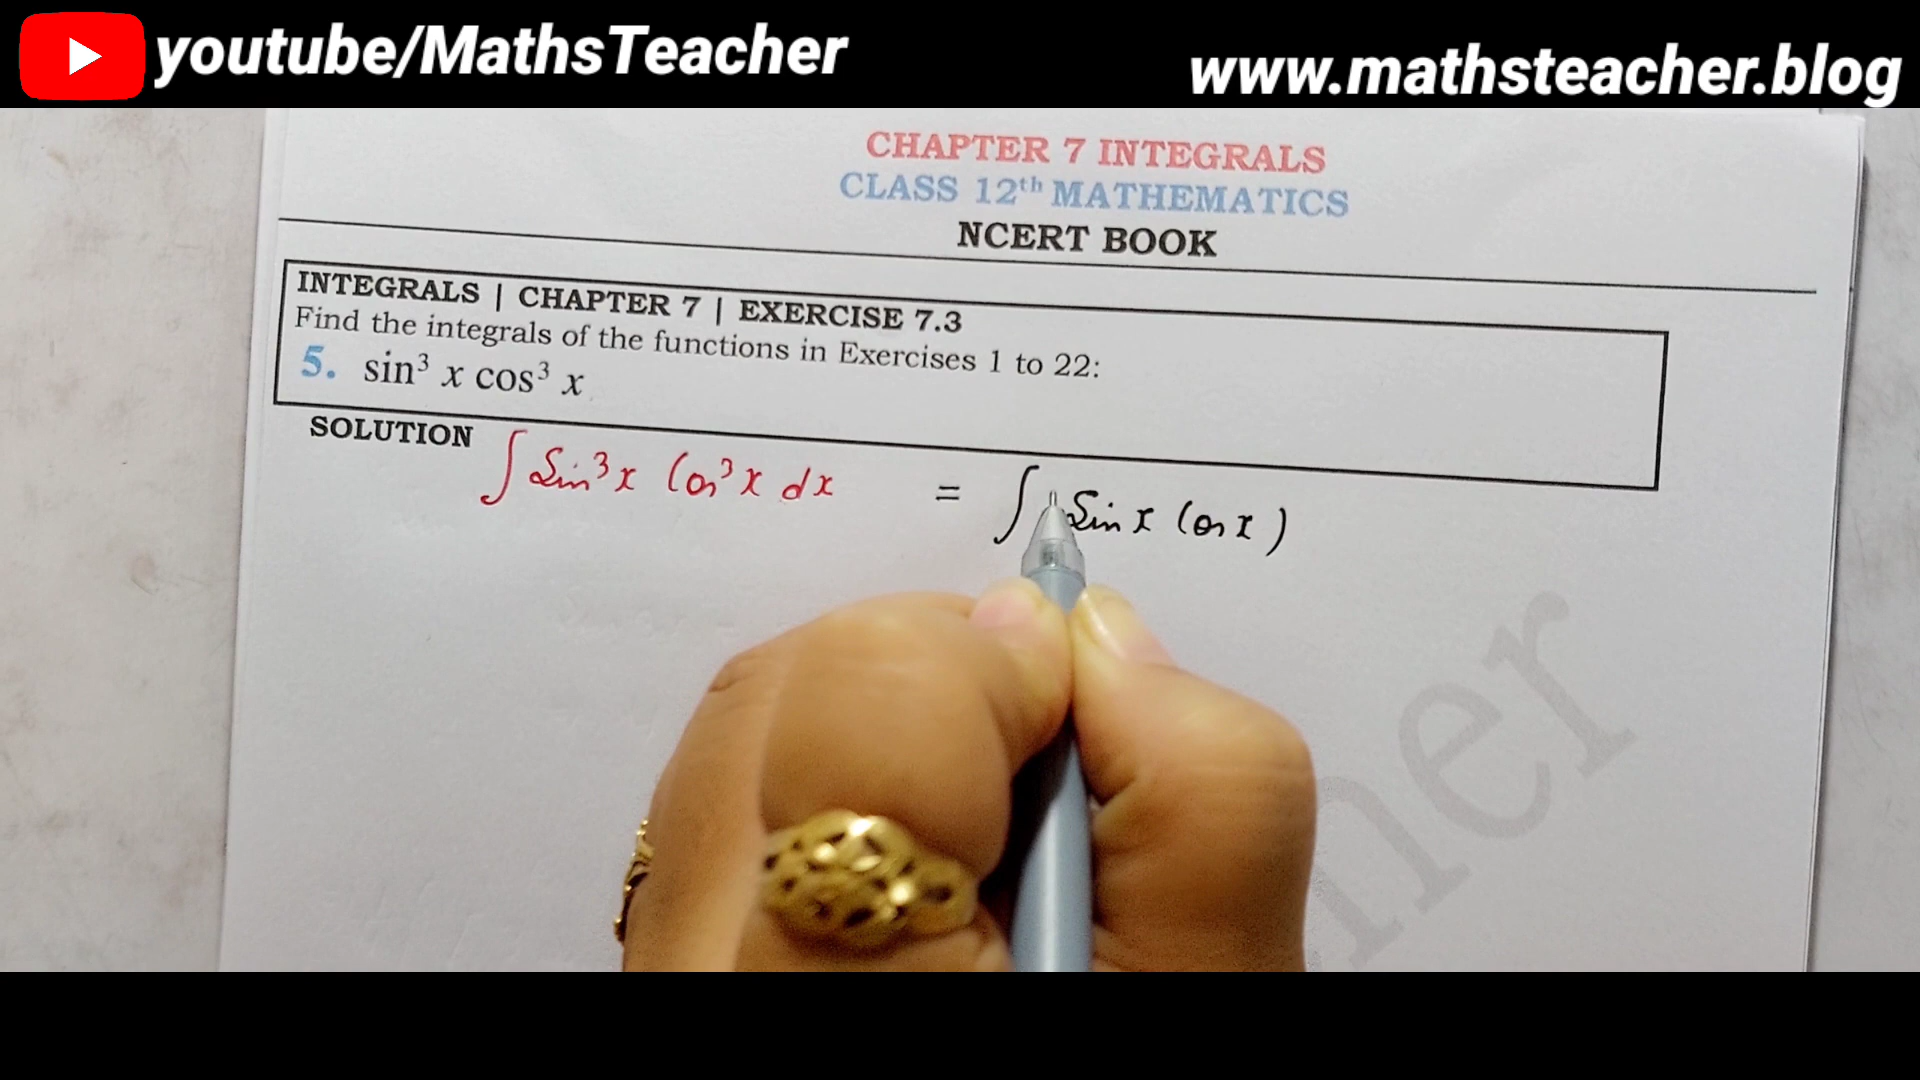 youtube/MathsTeacher
www.mathsteacher.blog
CHAPTER 7 INTEGRALS
CLASS 12th MATHEMATICS
NCERT BOOK
INTEGRALS | CHAPTER 7 | EXERCISE 7.3
Find the integrals of the functions in Exercises 1 to 22:
5. sin³ x cos³ x
SOLUTION ∫ Sin³x Cos³x dx = ∫ Sin x Cos x )